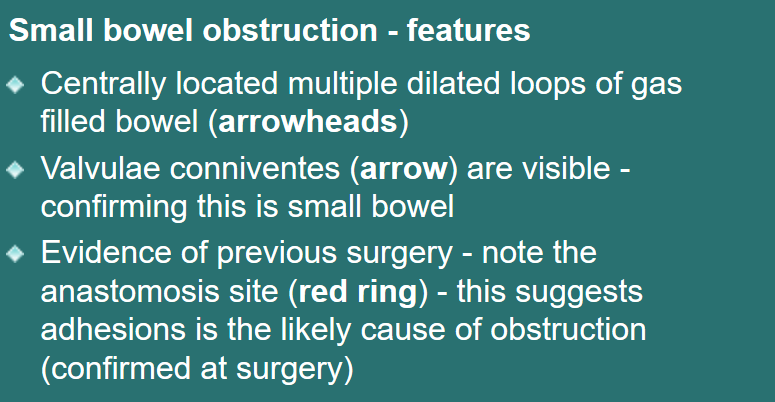 Small bowel obstruction - features
Centrally located multiple dilated loops of gas
filled bowel (arrowheads)
Valvulae conniventes (arrow) are visible -
confirming this is small bowel
Evidence of previous surgery - note the
anastomosis site (red ring) - this suggests
adhesions is the likely cause of obstruction
(confirmed at surgery)